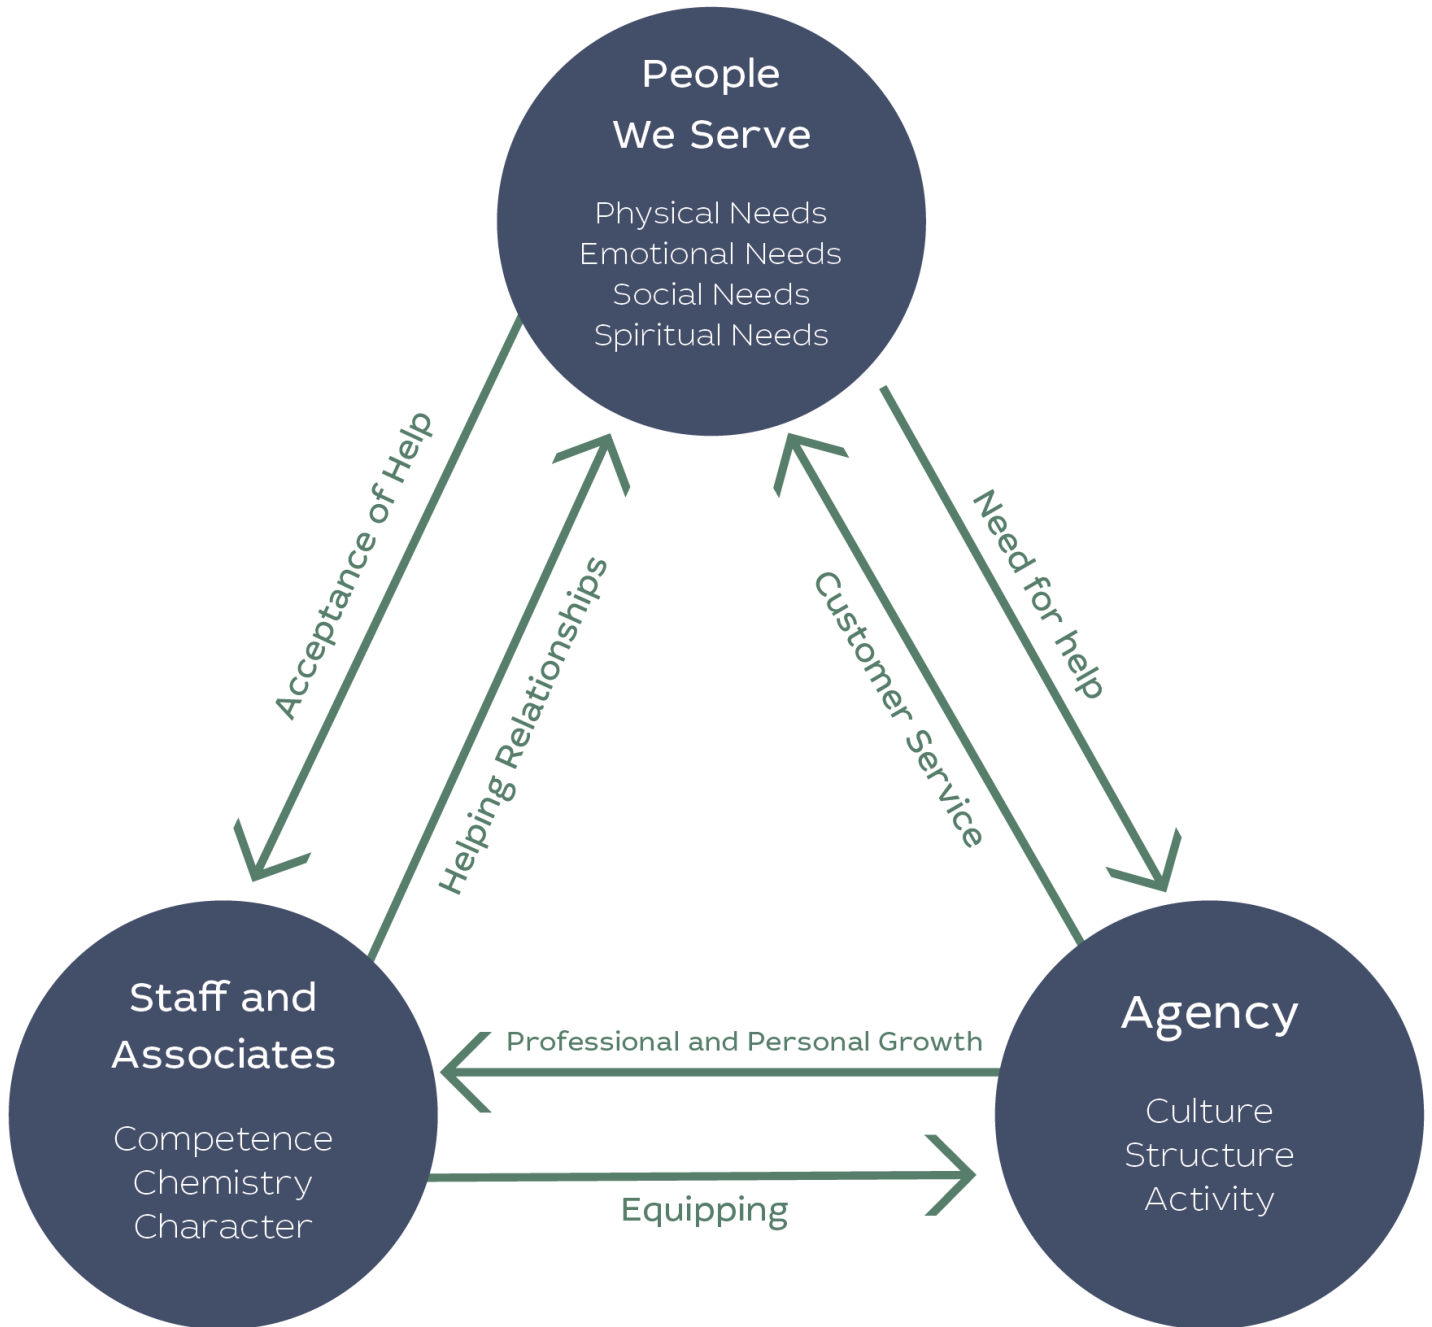 People
We Serve
Physical Needs
Emotional Needs
Social Needs
Spiritual Needs
Acceptance of Help
Helping Relationships
Customer Service
Need for help
Staff and
Associates
Competence
Chemistry
Character
Professional and Personal Growth
Equipping
Agency
Culture
Structure
Activity